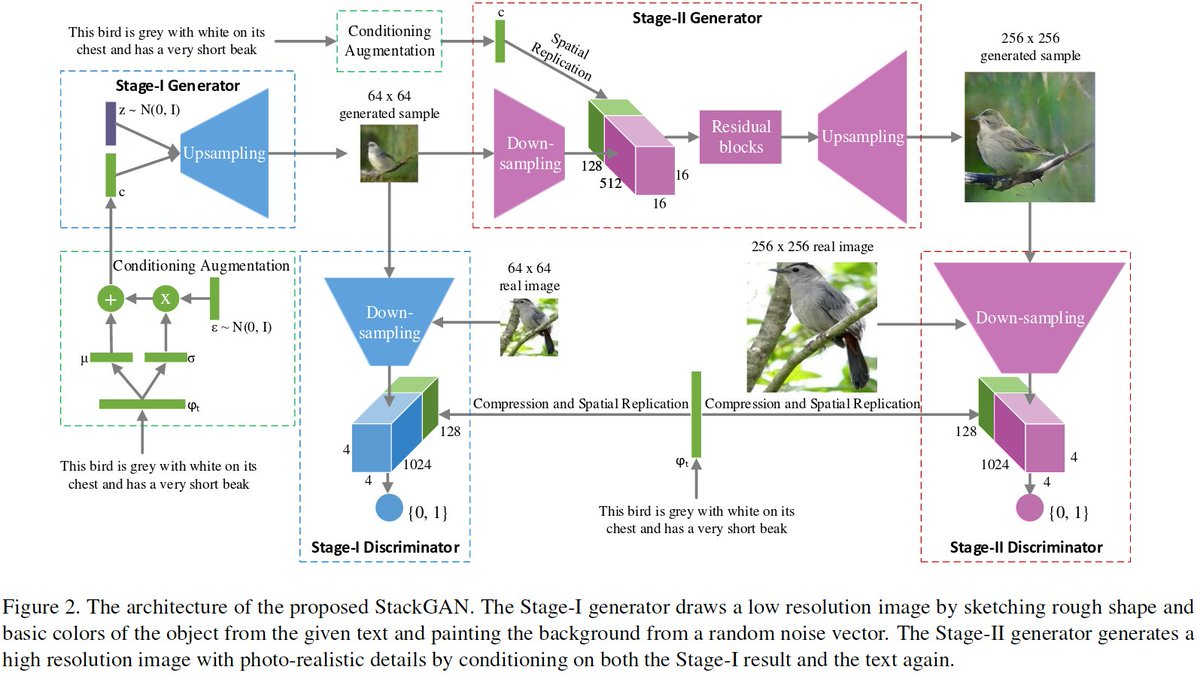 This bird is grey with white on its
chest and has a very short beak
Conditioning
Augmentation
c
Stage-II Generator
Spatial
Replication
256 x 256
generated sample
Stage-I Generator
z ~ N(0, I)
c
Upsampling
64 x 64
generated sample
Down-
sampling
128
512
16
16
Residual
blocks
Upsampling
Conditioning Augmentation
+
X
ε ~ N(0, I)
μ
σ
φt
This bird is grey with white on its
chest and has a very short beak
64 x 64
real image
Down-
sampling
256 x 256 real image
Down-sampling
Compression and Spatial Replication
Compression and Spatial Replication
128
4
1024
4
{0, 1}
Stage-I Discriminator
φt
This bird is grey with white on its
chest and has a very short beak
128
1024
4
4
{0, 1}
Stage-II Discriminator
Figure 2. The architecture of the proposed StackGAN. The Stage-I generator draws a low resolution image by sketching rough shape and
basic colors of the object from the given text and painting the background from a random noise vector. The Stage-II generator generates a
high resolution image with photo-realistic details by conditioning on both the Stage-I result and the text again.